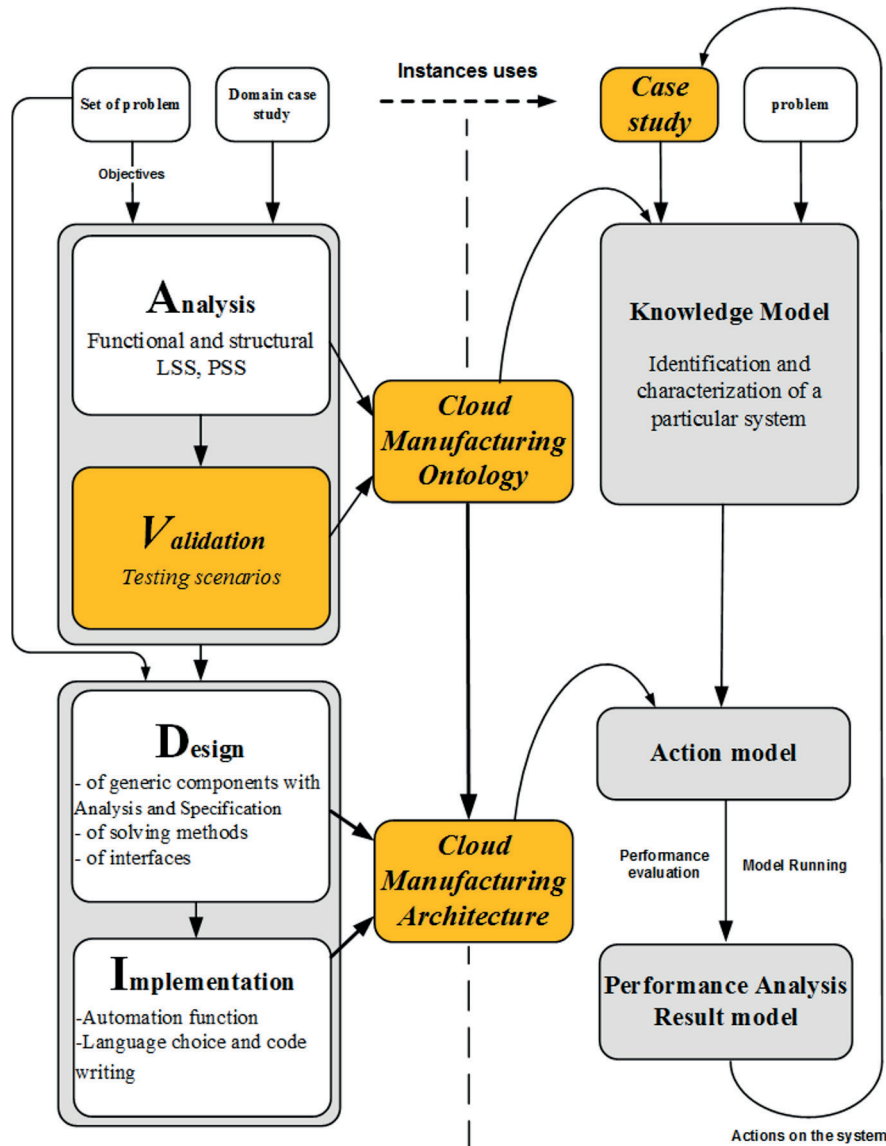 Set of problem
Domain case
study
Instances uses
Case
study
problem
Objectives
Analysis
Functional and structural
LSS, PSS
Validation
Testing scenarios
Cloud
Manufacturing
Ontology
Knowledge Model
Identification and
characterization of a
particular system
Design
- of generic components with
Analysis and Specification
- of solving methods
- of interfaces
Implementation
-Automation function
-Language choice and code
writing
Cloud
Manufacturing
Architecture
Action model
Performance
evaluation
Model Running
Performance Analysis
Result model
Actions on the system